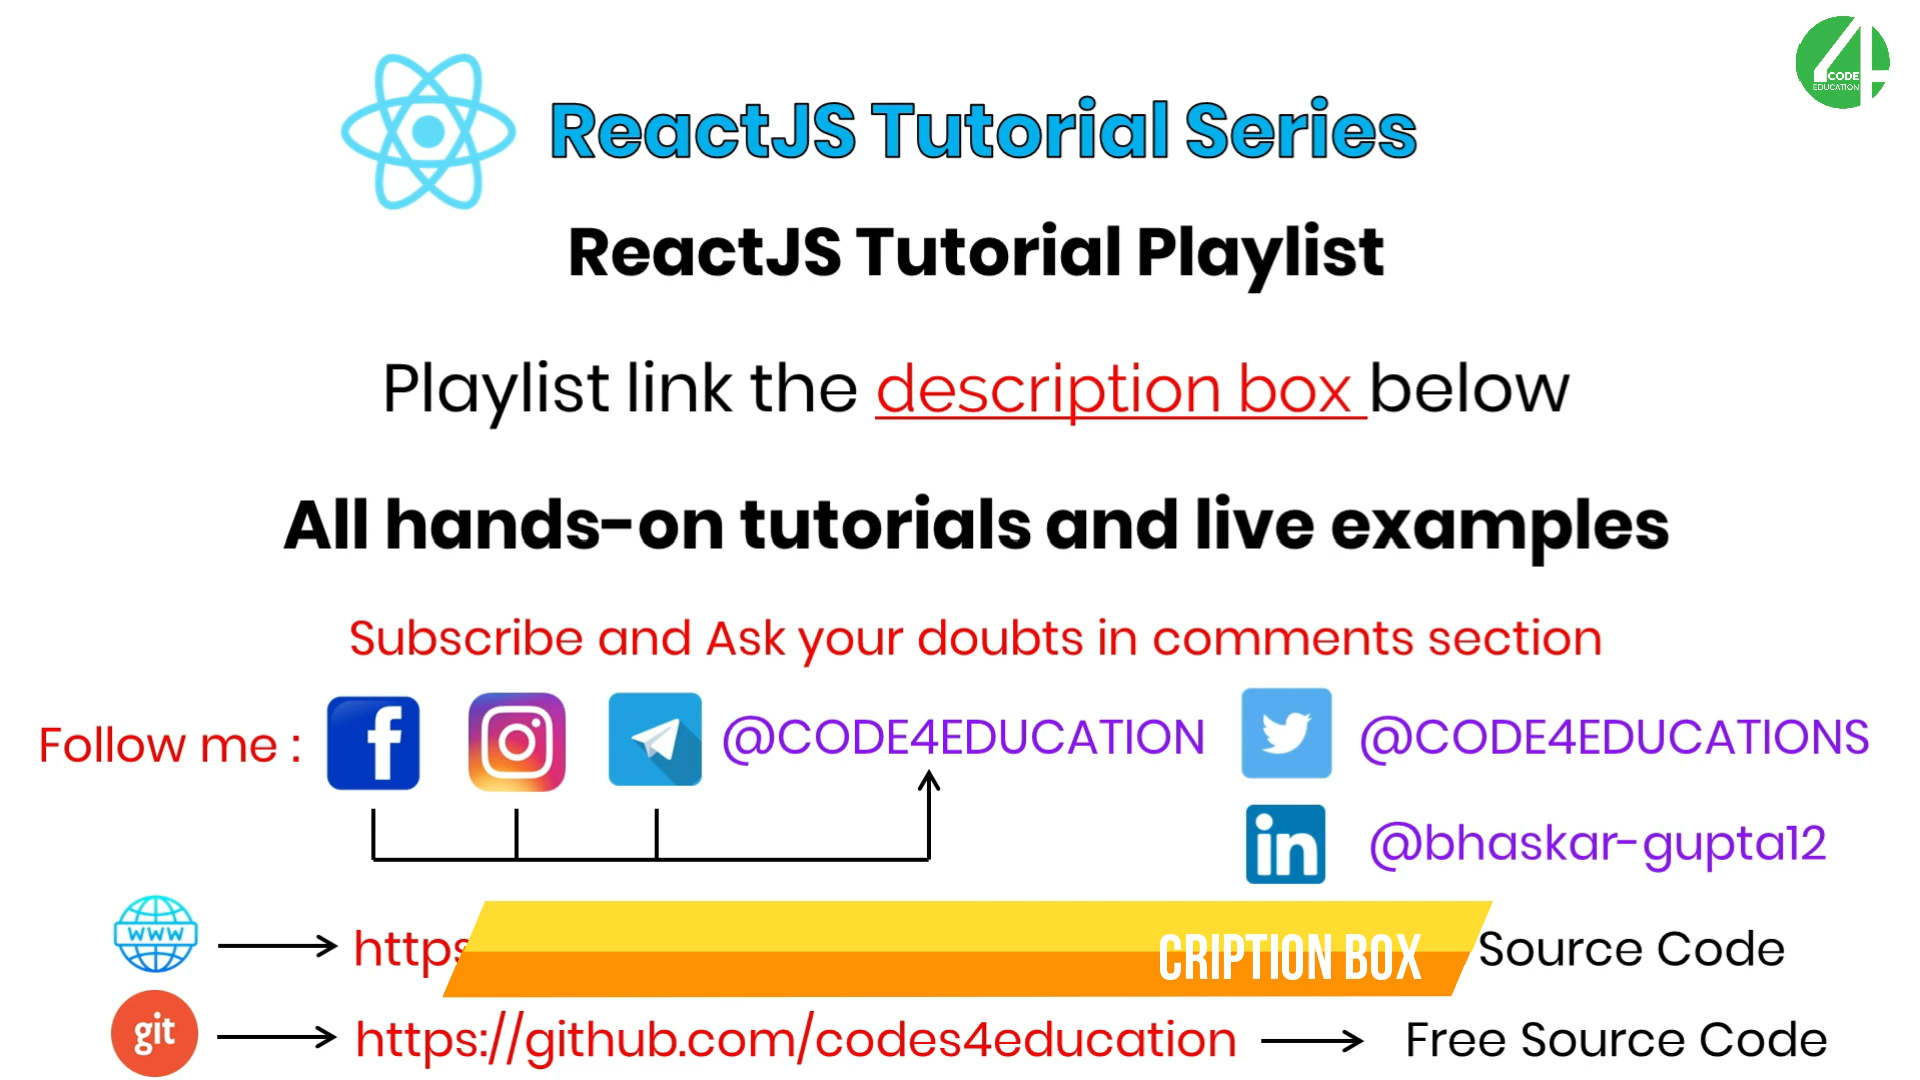 4
CODE
EDUCATION
ReactJS Tutorial Series
ReactJS Tutorial Playlist
Playlist link the description box below
All hands-on tutorials and live examples
Subscribe and Ask your doubts in comments section
Follow me : f @CODE4EDUCATION @CODE4EDUCATIONS
in @bhaskar-gupta12
www https CRIPTION BOX Source Code
git https://github.com/codes4education Free Source Code